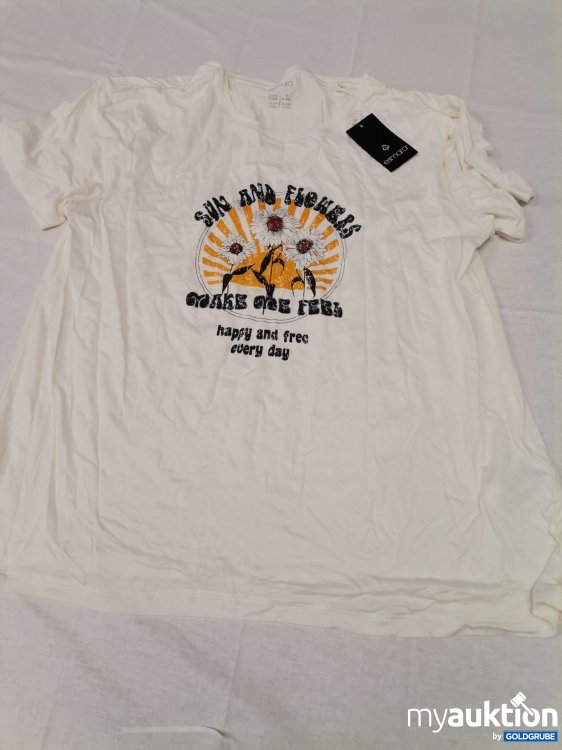 esmara
SUN AND FLOWERS
MAKE ME FEEL
happy and free
every day
myauktion
by GOLDGRUBE